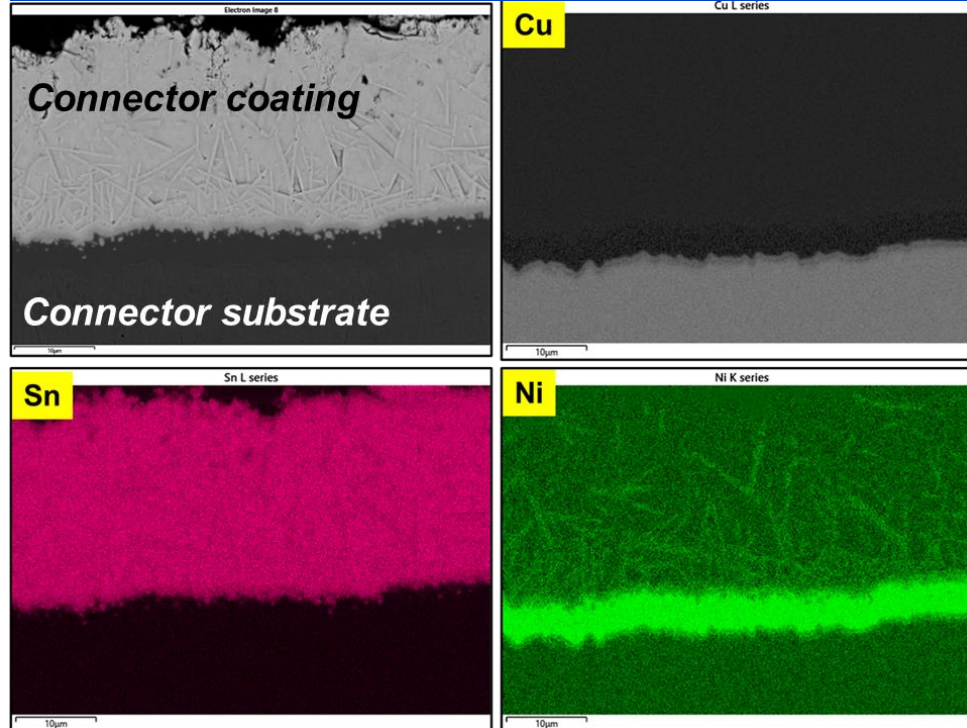 Electron Image 8
Connector coating
Connector substrate
10µm
Cu L series
Cu
10µm
Sn L series
Sn
10µm
Ni K series
Ni
10µm